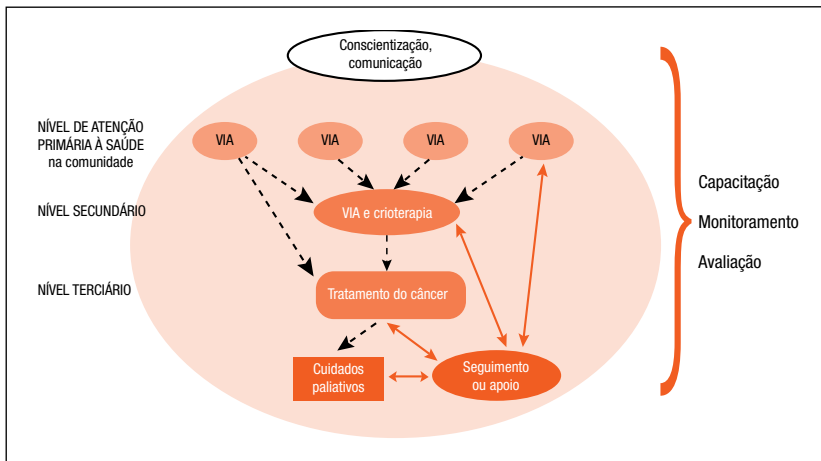 Conscientização,
comunicação
NÍVEL DE ATENÇÃO
PRIMÁRIA À SAÚDE
na comunidade
VIA
VIA
VIA
VIA
NÍVEL SECUNDÁRIO
VIA e crioterapia
NÍVEL TERCIÁRIO
Tratamento do câncer
Cuidados
paliativos
Seguimento
ou apoio
Capacitação
Monitoramento
Avaliação